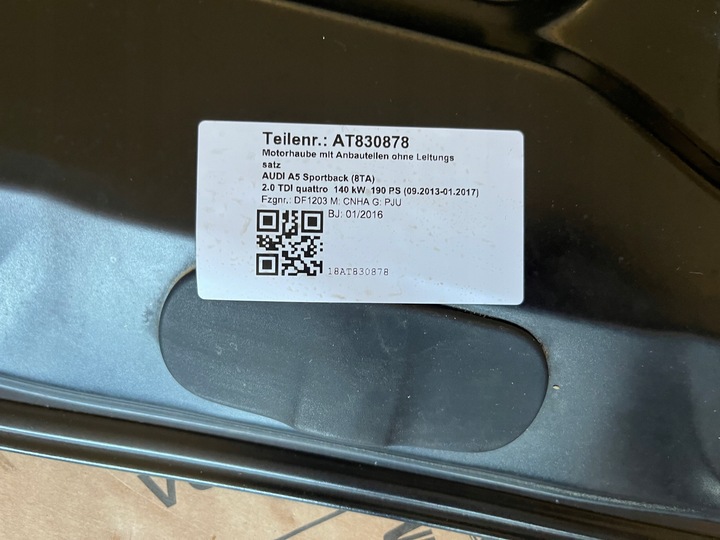 Teilenr.: AT830878
Motorhaube mit Anbauteilen ohne Leitungs
satz
AUDI A5 Sportback (8TA)
2.0 TDI quattro 140 kW 190 PS (09.2013-01.2017)
Fzgnr.: DF1203 M: CNHA G: PJU
BJ: 01/2016
18AT830878